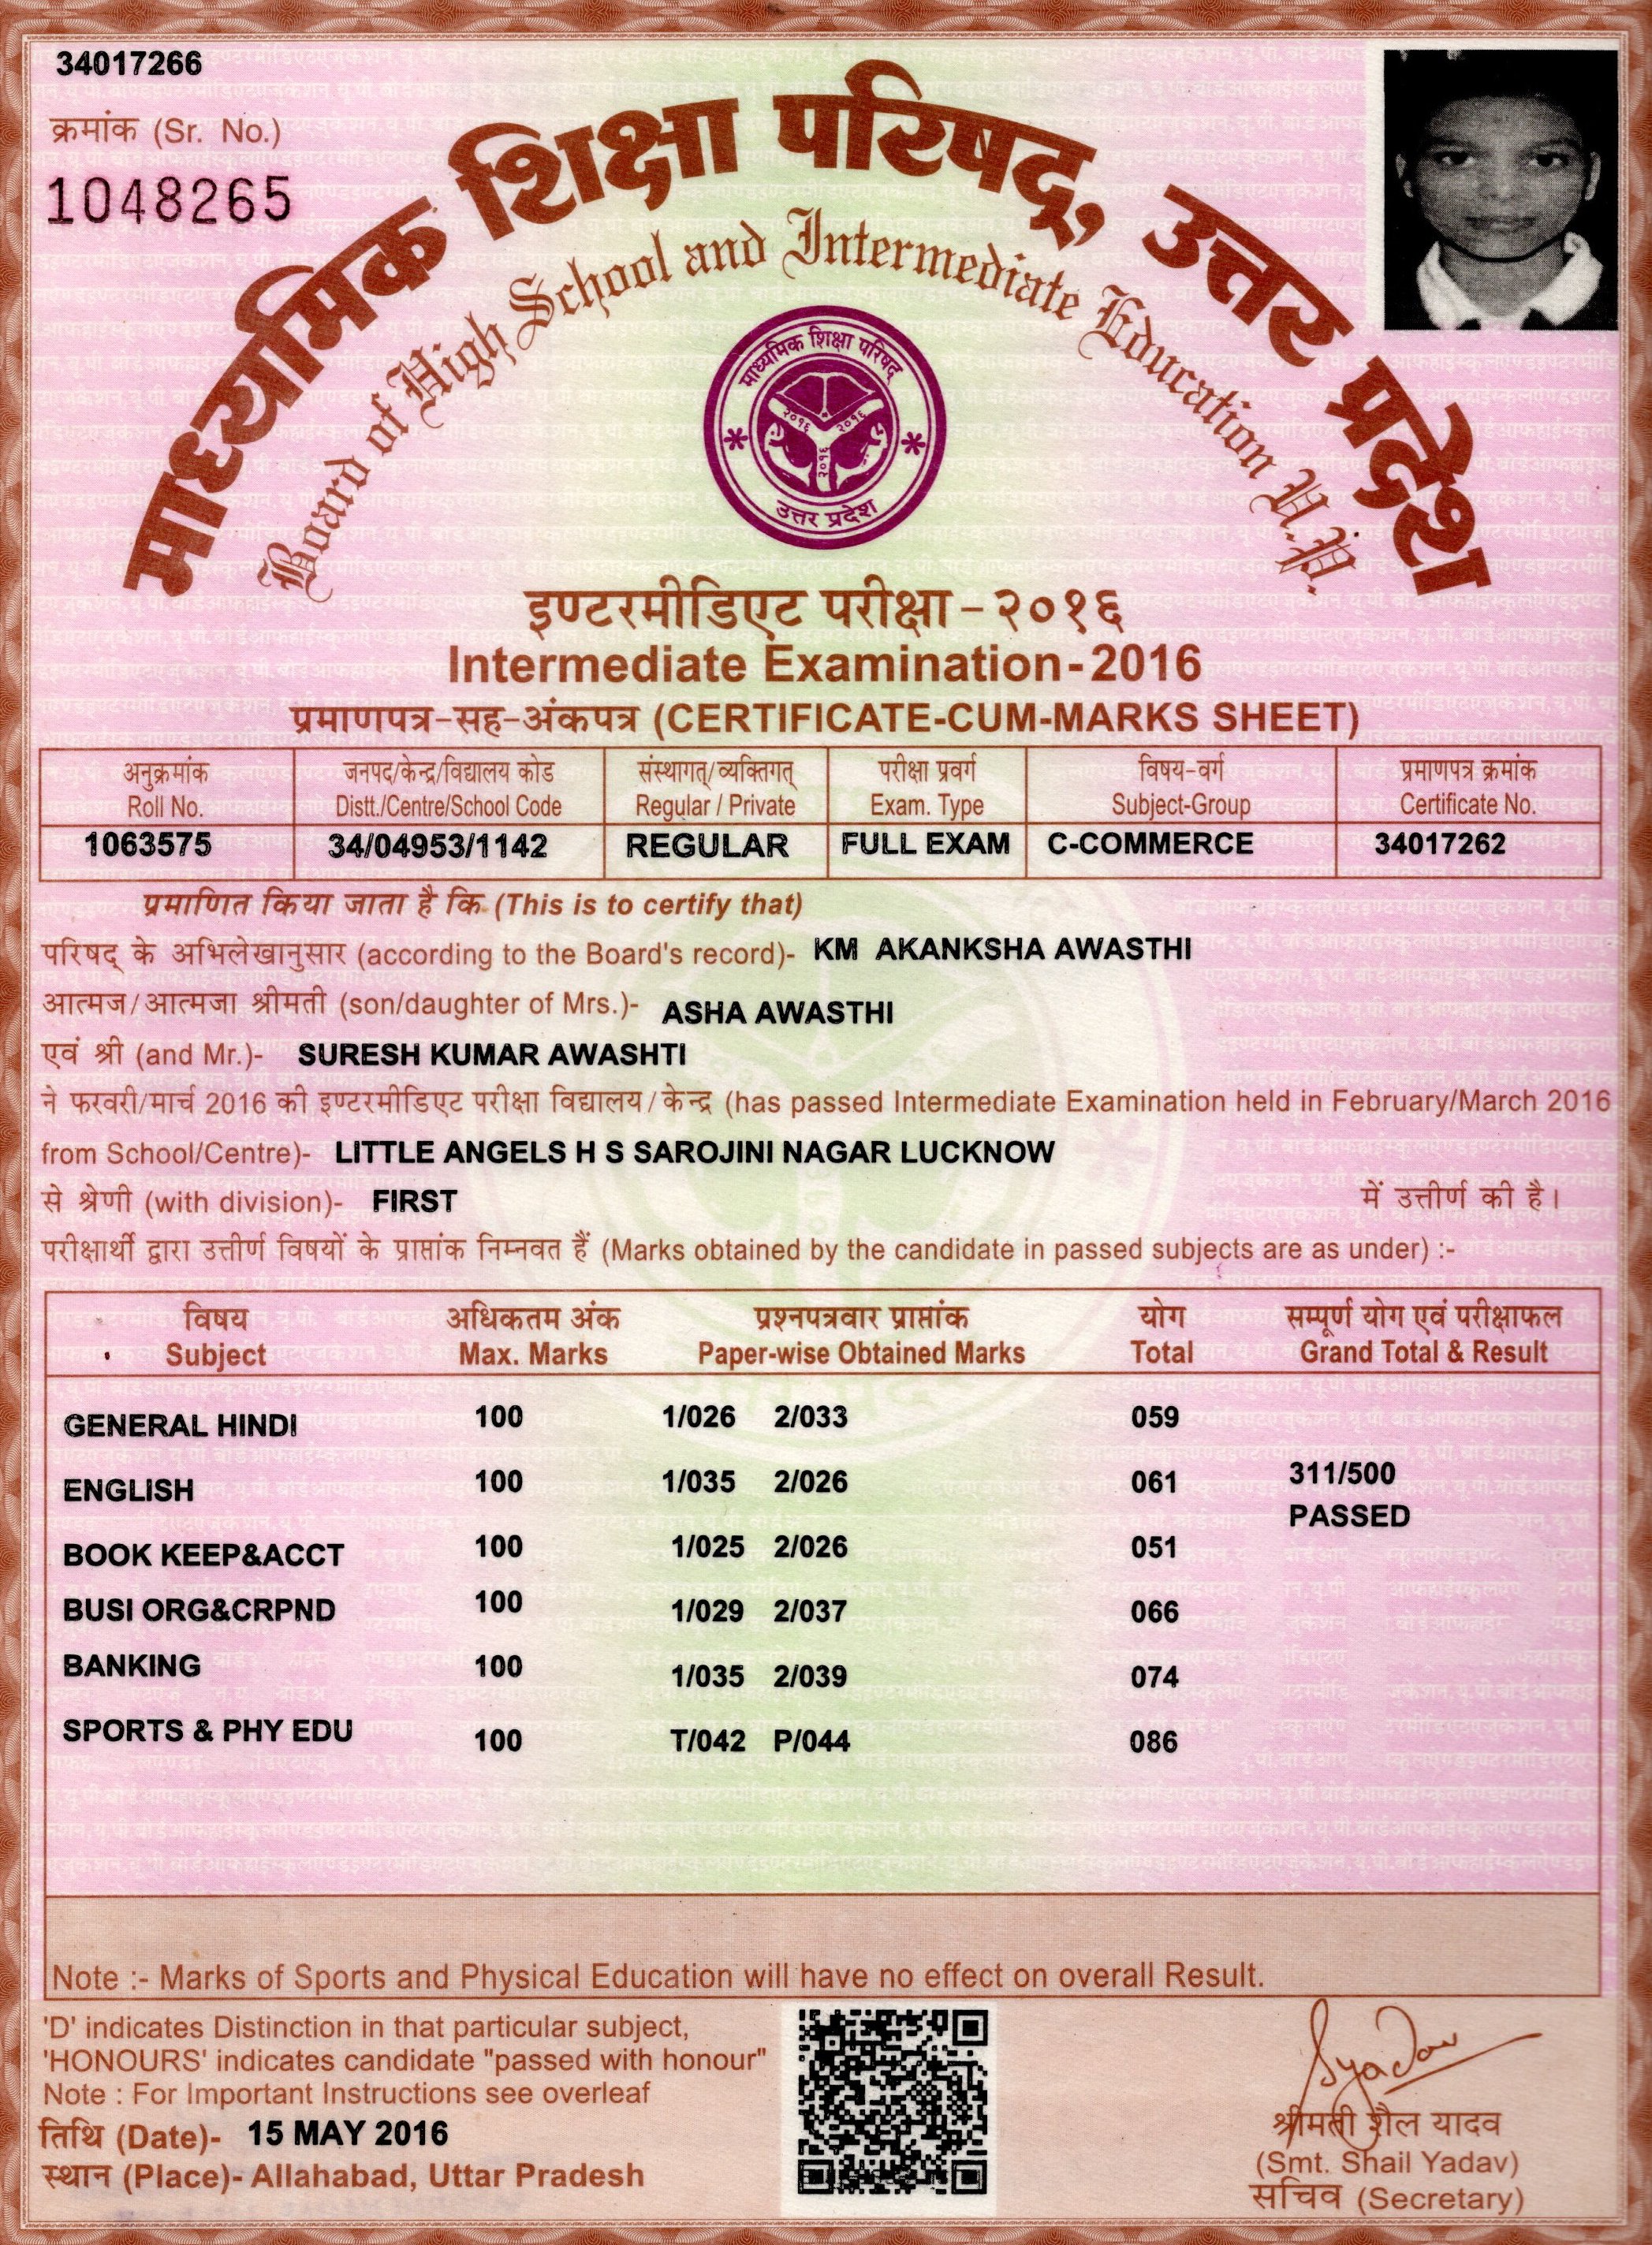 34017266
क्रमांक (Sr. No.)
1048265
माध्यमिक शिक्षा परिषद्, उत्तर प्रदेश
Board of High School and Intermediate Education U.P.
माध्यमिक शिक्षा परिषद्
२०१६ २०१६
२०१६
उत्तर प्रदेश
इण्टरमीडिएट परीक्षा - २०१६
Intermediate Examination - 2016
प्रमाणपत्र-सह-अंकपत्र (CERTIFICATE-CUM-MARKS SHEET)
अनुक्रमांक जनपद/केन्द्र/विद्यालय कोड संस्थागत्/व्यक्तिगत् परीक्षा प्रवर्ग विषय-वर्ग प्रमाणपत्र क्रमांक
Roll No. Distt./Centre/School Code Regular / Private Exam. Type Subject-Group Certificate No.
1063575 34/04953/1142 REGULAR FULL EXAM C-COMMERCE 34017262
प्रमाणित किया जाता है कि (This is to certify that)
परिषद् के अभिलेखानुसार (according to the Board's record)- KM AKANKSHA AWASTHI
आत्मज/आत्मजा श्रीमती (son/daughter of Mrs.)- ASHA AWASTHI
एवं श्री (and Mr.)- SURESH KUMAR AWASHTI
ने फरवरी/मार्च 2016 की इण्टरमीडिएट परीक्षा विद्यालय/केन्द्र (has passed Intermediate Examination held in February/March 2016
from School/Centre)- LITTLE ANGELS H S SAROJINI NAGAR LUCKNOW
से श्रेणी (with division)- FIRST में उत्तीर्ण की है।
परीक्षार्थी द्वारा उत्तीर्ण विषयों के प्राप्तांक निम्नवत हैं (Marks obtained by the candidate in passed subjects are as under) :-
विषय अधिकतम अंक प्रश्नपत्रवार प्राप्तांक योग सम्पूर्ण योग एवं परीक्षाफल
Subject Max. Marks Paper-wise Obtained Marks Total Grand Total & Result
GENERAL HINDI 100 1/026 2/033 059
ENGLISH 100 1/035 2/026 061 311/500
PASSED
BOOK KEEP&ACCT 100 1/025 2/026 051
BUSI ORG&CRPND 100 1/029 2/037 066
BANKING 100 1/035 2/039 074
SPORTS & PHY EDU 100 T/042 P/044 086
Note :- Marks of Sports and Physical Education will have no effect on overall Result.
'D' indicates Distinction in that particular subject,
'HONOURS' indicates candidate "passed with honour"
Note : For Important Instructions see overleaf
तिथि (Date)- 15 MAY 2016
स्थान (Place)- Allahabad, Uttar Pradesh
Syadav
श्रीमती शैल यादव
(Smt. Shail Yadav)
सचिव (Secretary)